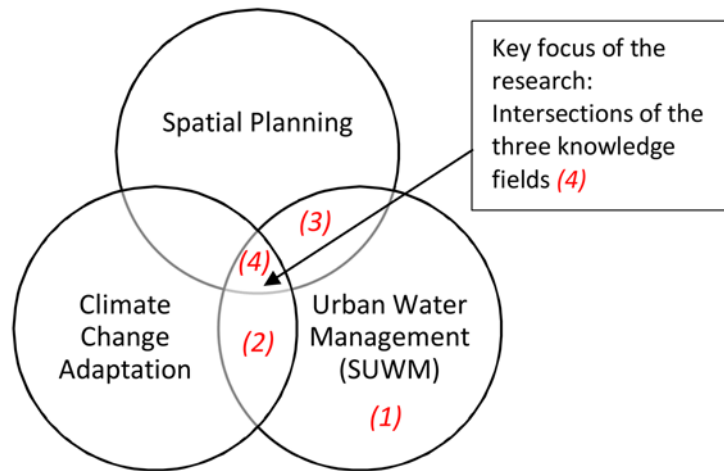 Key focus of the
research:
Intersections of the
three knowledge
fields (4)
Spatial Planning
(3)
(4)
Climate
Change
Adaptation
(2)
Urban Water
Management
(SUWM)
(1)